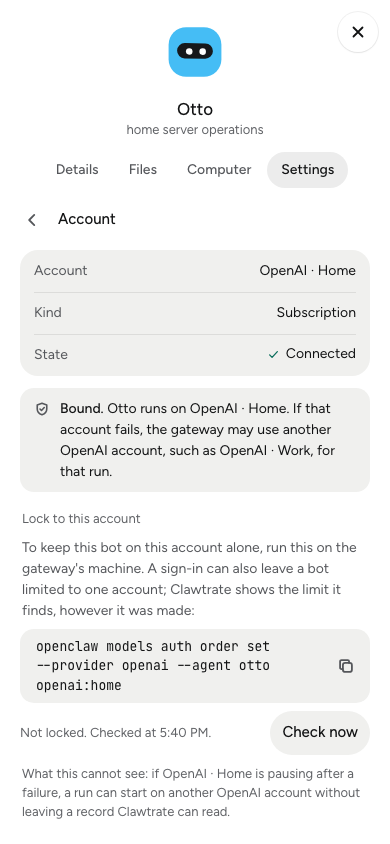 Otto
home server operations
Details Files Computer Settings
Account
Account OpenAI · Home
Kind Subscription
State Connected
Bound. Otto runs on OpenAI · Home. If that
account fails, the gateway may use another
OpenAI account, such as OpenAI · Work, for
that run.
Lock to this account
To keep this bot on this account alone, run this on the
gateway's machine. A sign-in can also leave a bot
limited to one account; Clawtrate shows the limit it
finds, however it was made:
openclaw models auth order set
--provider openai --agent otto
openai:home
Not locked. Checked at 5:40 PM. Check now
What this cannot see: if OpenAI · Home is pausing after a
failure, a run can start on another OpenAI account without
leaving a record Clawtrate can read.